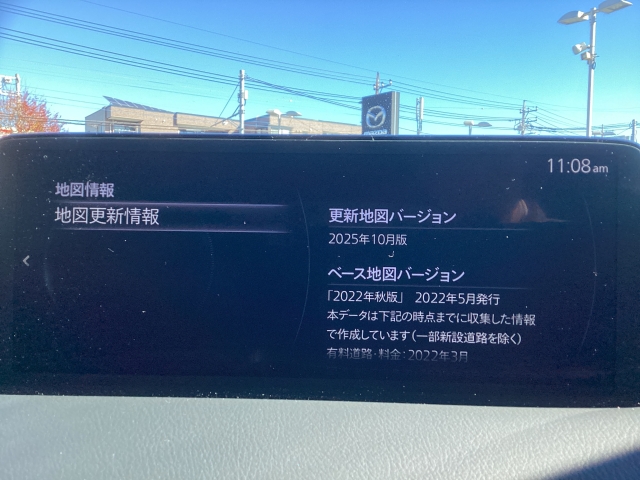 11:08am
地図情報
地図更新情報
更新地図バージョン
2025年10月版
ベース地図バージョン
「2022年秋版」 2022年5月発行
本データは下記の時点までに収集した情報
で作成しています(一部新設道路を除く)
有料道路・料金:2022年3月